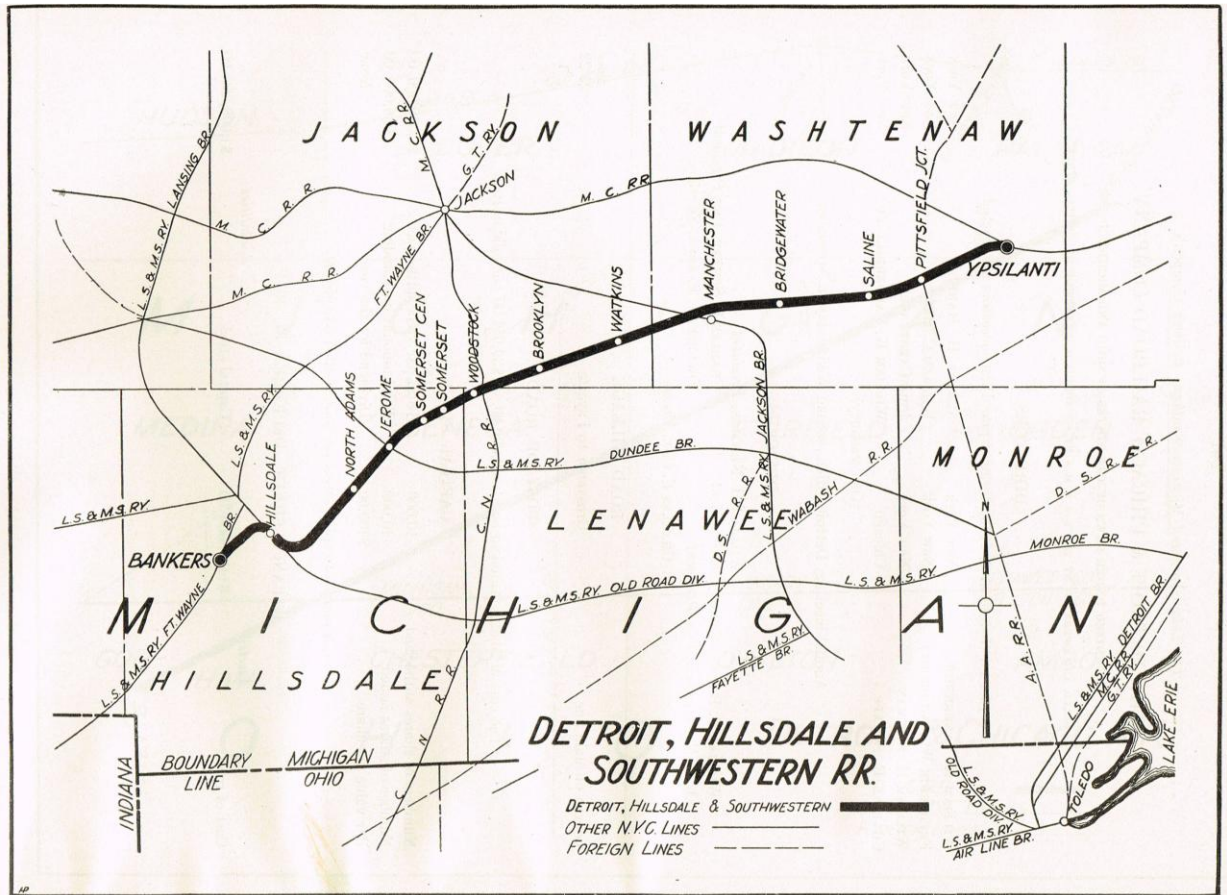 JACKSON
WASHTENAW
M. C. R.R.
G. T. RY.
L. S. & M. S. RY LANSING BR.
JACKSON
PITTSFIELD JCT.
M. C. R. R.
M. C. RR.
MANCHESTER
BRIDGEWATER
SALINE
YPSILANTI
M. C. R. R.
FT. WAYNE BR.
WATKINS
BROOKLYN
WOODSTOCK
SOMERSET
SOMERSET CEN
JEROME
NORTH ADAMS
L.S.& M.S. RY.
HILLSDALE
L.S. & M.S. RY
BR.
BANKERS
L.S. & M.S. RY FT. WAYNE
C. N. R. R.
L.S.& M.S. RY.
DUNDEE BR.
L.S.& M.S. RY JACKSON BR.
D. S. R. R.
WABASH R. R.
MONROE
D. S. R. R.
LENAWEE
MONROE BR.
L.S. & M.S. RY OLD ROAD DIV.
L. S. & M.S. RY.
MICHIGAN
N
A. A. R. R.
L.S. & M.S. RY
FAYETTE BR.
L.S. & M.S. RY. DETROIT BR.
M.C. RR.
G. T. RY.
HILLSDALE
C. N. R R
LAKE ERIE
DETROIT, HILLSDALE AND
SOUTHWESTERN RR.
DETROIT, HILLSDALE & SOUTHWESTERN
OTHER N.Y.C. LINES
FOREIGN LINES
BOUNDARY
LINE
MICHIGAN
OHIO
INDIANA
L.S. & M.S. RY
OLD ROAD DIV.
TOLEDO
L.S. & M.S. RY
AIR LINE BR.